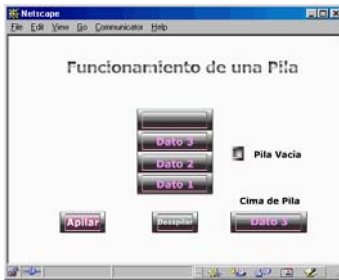 Netscape
File Edit View Go Communicator Help
Funcionamiento de una Pila
Dato 3
Dato 2
Dato 1
Pila Vacía
Cima de Pila
Apilar
Desapilar
Dato 3